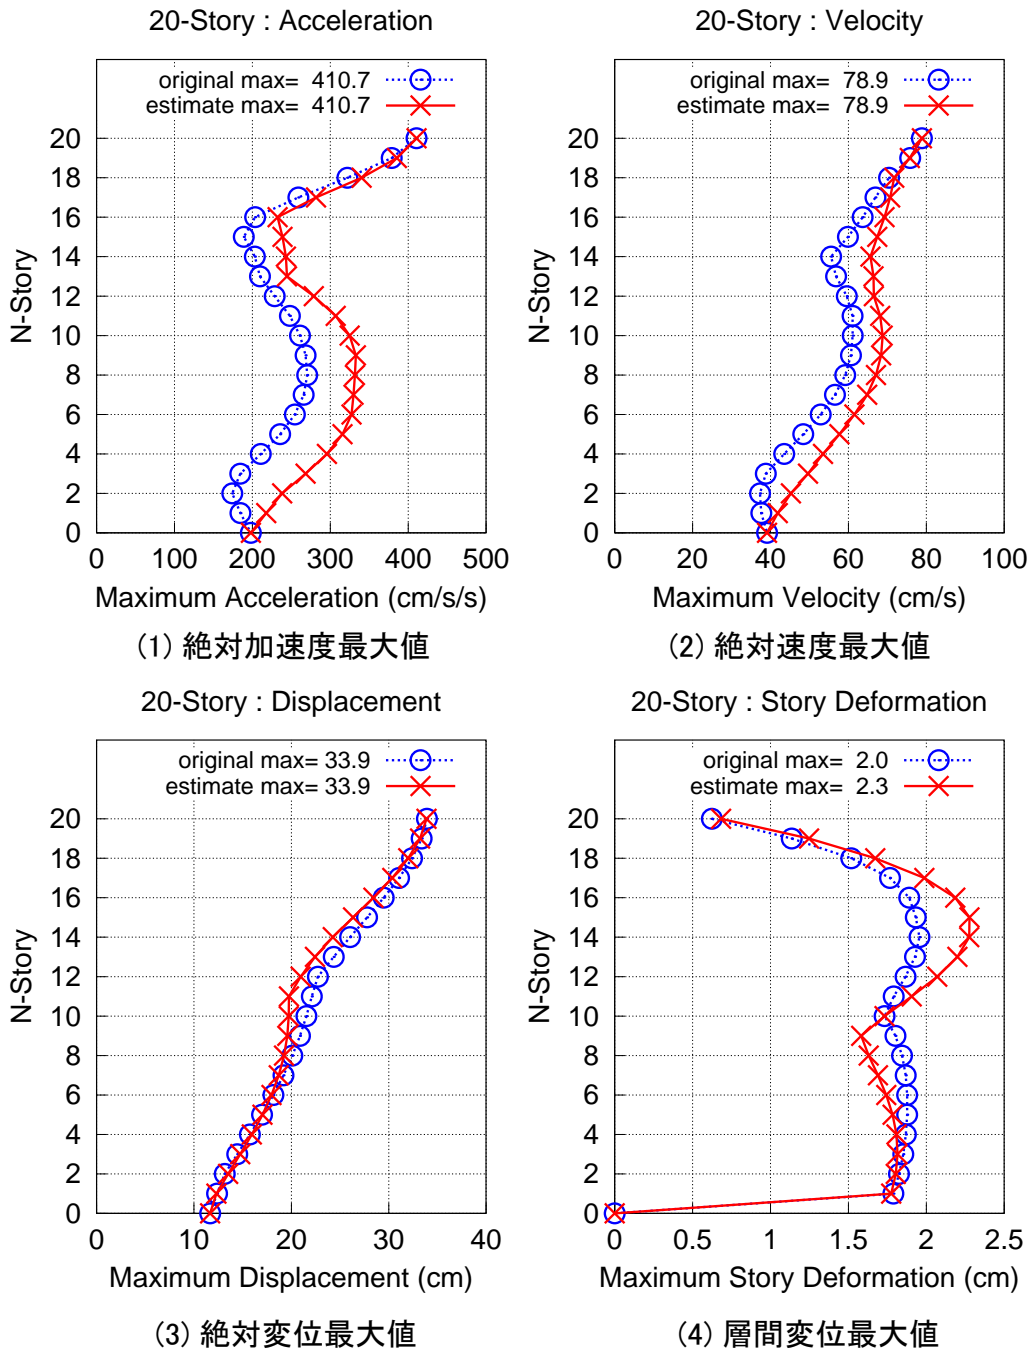 20-Story : Acceleration
original max= 410.7
estimate max= 410.7
20
18
16
14
12
10
8
6
4
2
0
N-Story
0 100 200 300 400 500
Maximum Acceleration (cm/s/s)
(1) 絶対加速度最大値
20-Story : Velocity
original max= 78.9
estimate max= 78.9
20
18
16
14
12
10
8
6
4
2
0
N-Story
0 20 40 60 80 100
Maximum Velocity (cm/s)
(2) 絶対速度最大値
20-Story : Displacement
original max= 33.9
estimate max= 33.9
20
18
16
14
12
10
8
6
4
2
0
N-Story
0 10 20 30 40
Maximum Displacement (cm)
(3) 絶対変位最大値
20-Story : Story Deformation
original max= 2.0
estimate max= 2.3
20
18
16
14
12
10
8
6
4
2
0
N-Story
0 0.5 1 1.5 2 2.5
Maximum Story Deformation (cm)
(4) 層間変位最大値